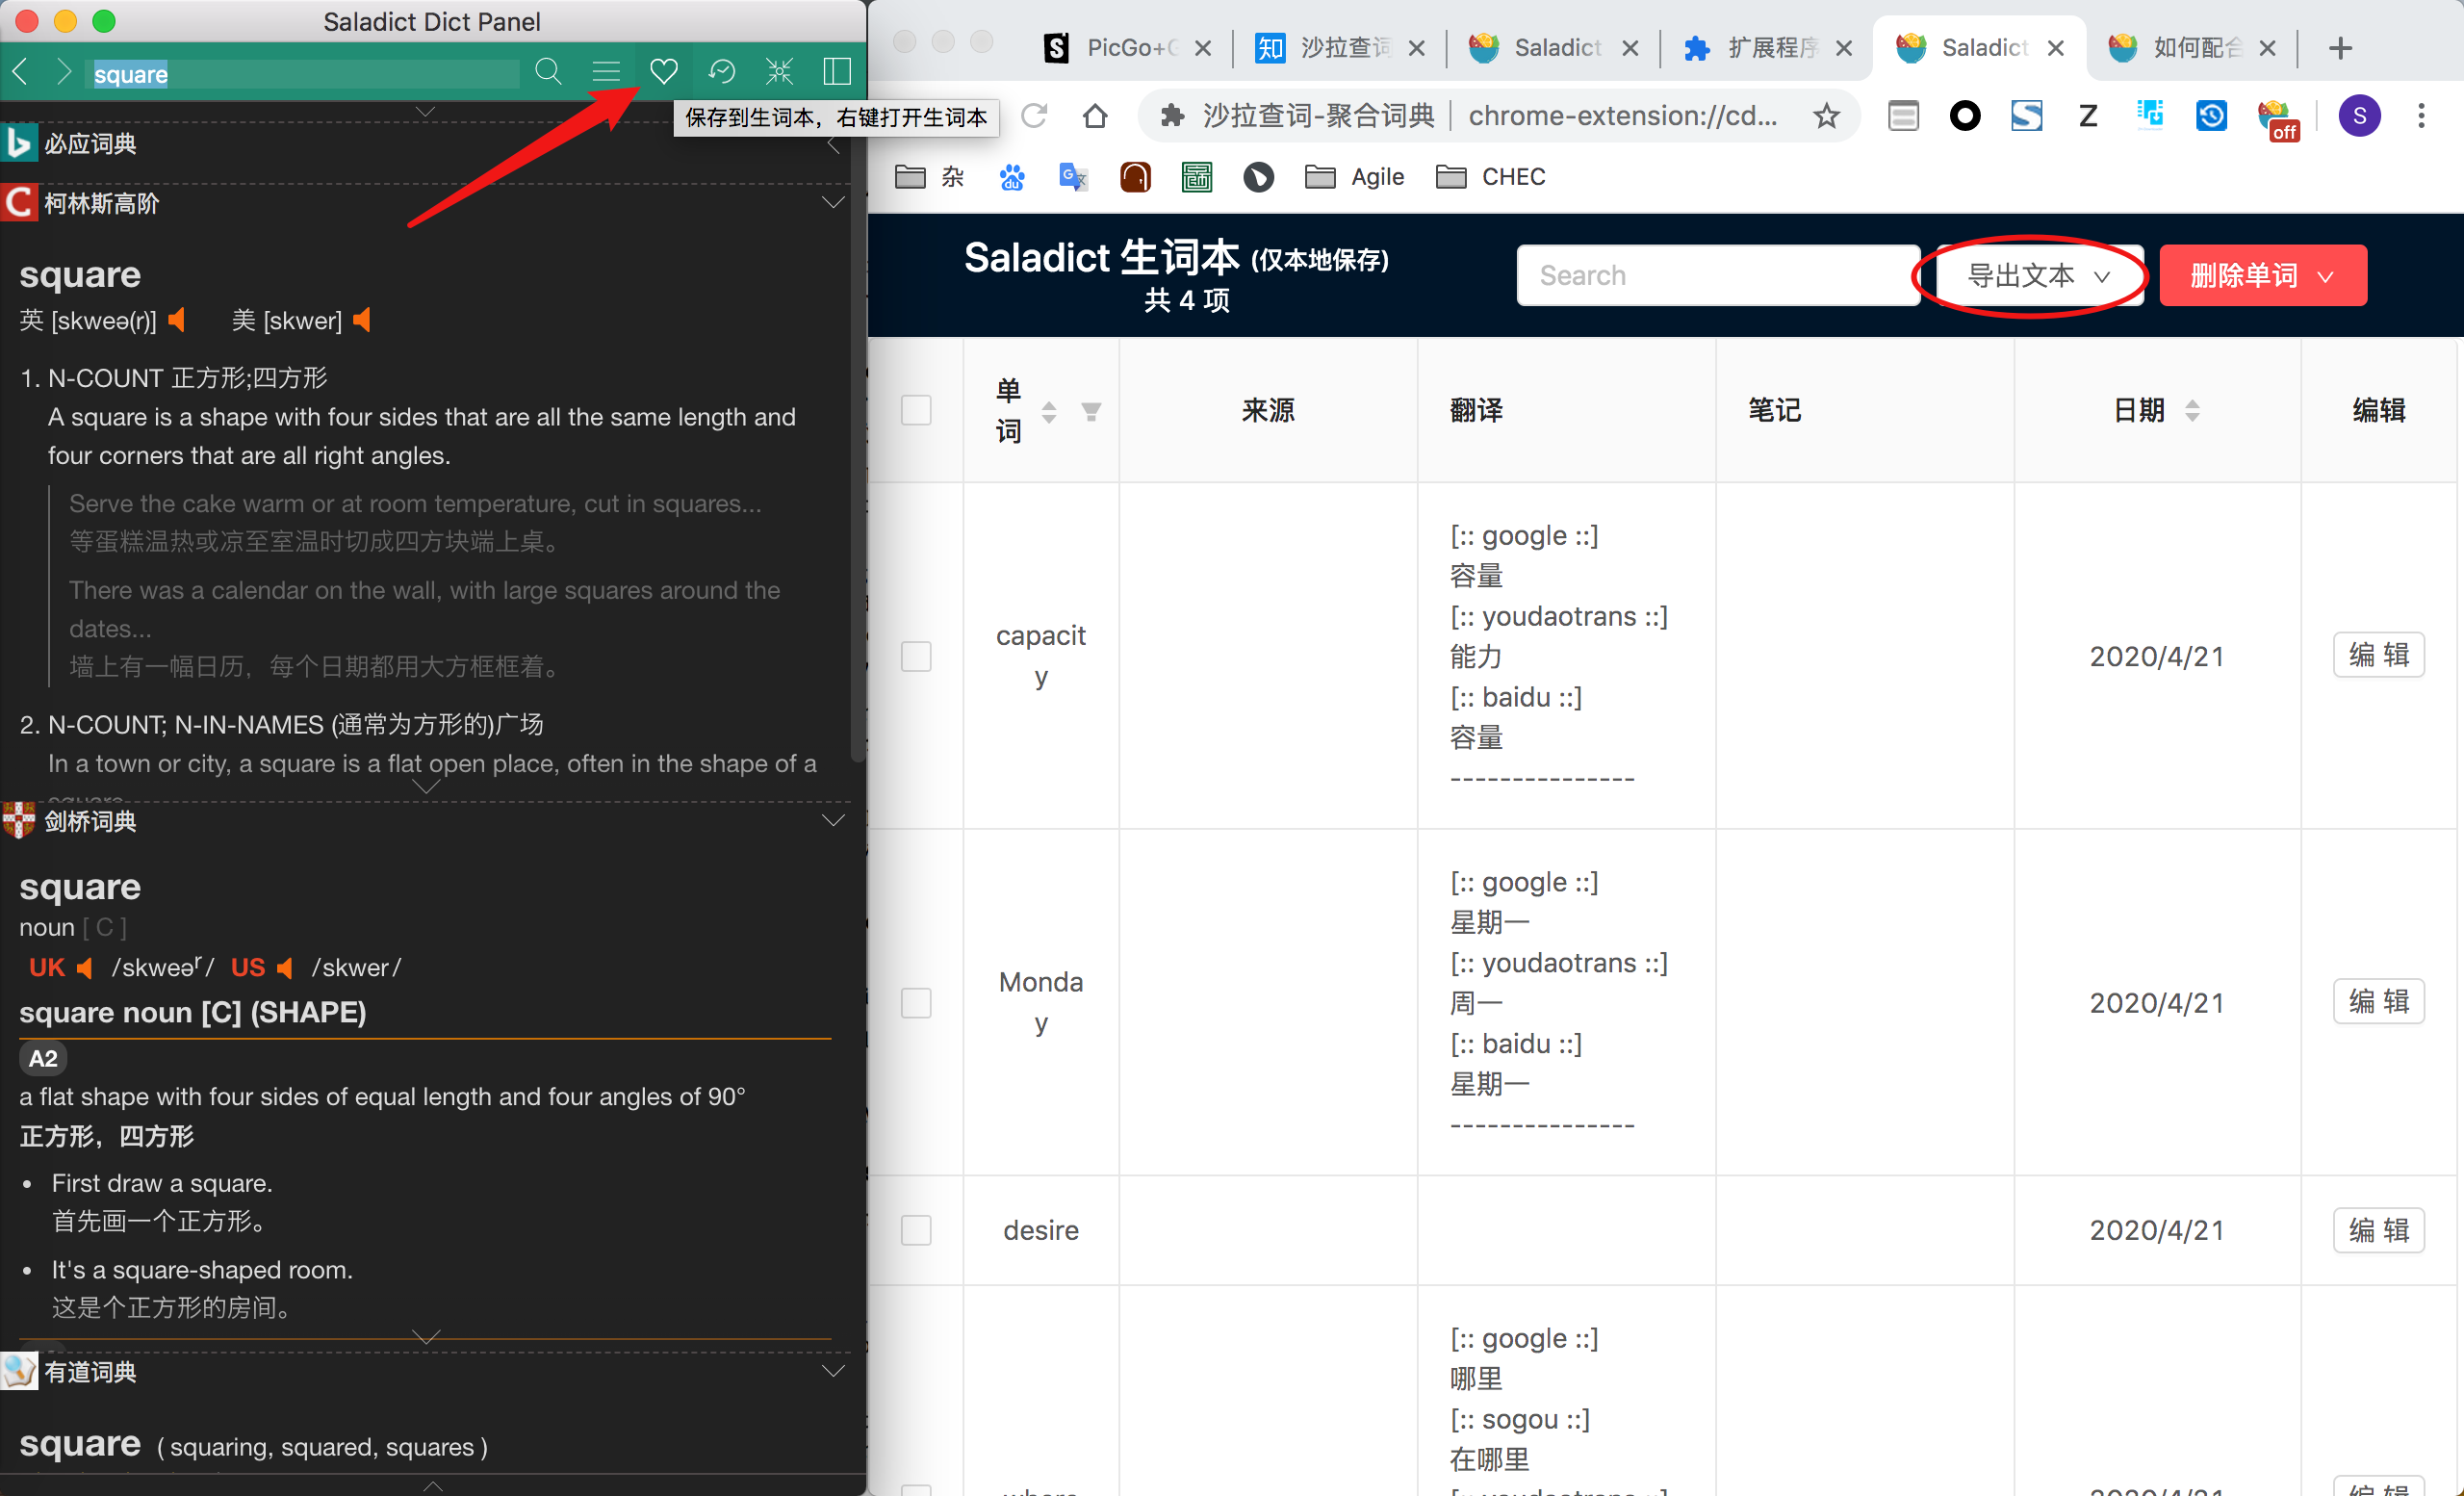 Saladict Dict Panel
square
保存到生词本，右键打开生词本
必应词典
柯林斯高阶
square
英 [skweə(r)] 美 [skwer]
1. N-COUNT 正方形;四方形
A square is a shape with four sides that are all the same length and
four corners that are all right angles.
Serve the cake warm or at room temperature, cut in squares...
等蛋糕温热或凉至室温时切成四方块端上桌。
There was a calendar on the wall, with large squares around the
dates...
墙上有一幅日历，每个日期都用大方框框着。
2. N-COUNT; N-IN-NAMES (通常为方形的)广场
In a town or city, a square is a flat open place, often in the shape of a
square.
剑桥词典
square
noun [ C ]
UK /skweəʳ/ US /skwer/
square noun [C] (SHAPE)
A2
a flat shape with four sides of equal length and four angles of 90°
正方形，四方形
• First draw a square.
首先画一个正方形。
• It's a square-shaped room.
这是个正方形的房间。
有道词典
square ( squaring, squared, squares )
PicGo+G
知 沙拉查词
Saladict
扩展程序
Saladict
如何配合
沙拉查词-聚合词典 chrome-extension://cd...
Z
off
S
杂
du
Agile
CHEC
Saladict 生词本 (仅本地保存)
共 4 项
Search
导出文本
删除单词
单词 来源 翻译 笔记 日期 编辑
capacity
[:: google ::]
容量
[:: youdaotrans ::]
能力
[:: baidu ::]
容量
---------------
2020/4/21
编 辑
Monday
[:: google ::]
星期一
[:: youdaotrans ::]
周一
[:: baidu ::]
星期一
---------------
2020/4/21
编 辑
desire
2020/4/21
编 辑
[:: google ::]
哪里
[:: sogou ::]
在哪里
[:: youdaotrans ::]
where
2020/4/21
编 辑